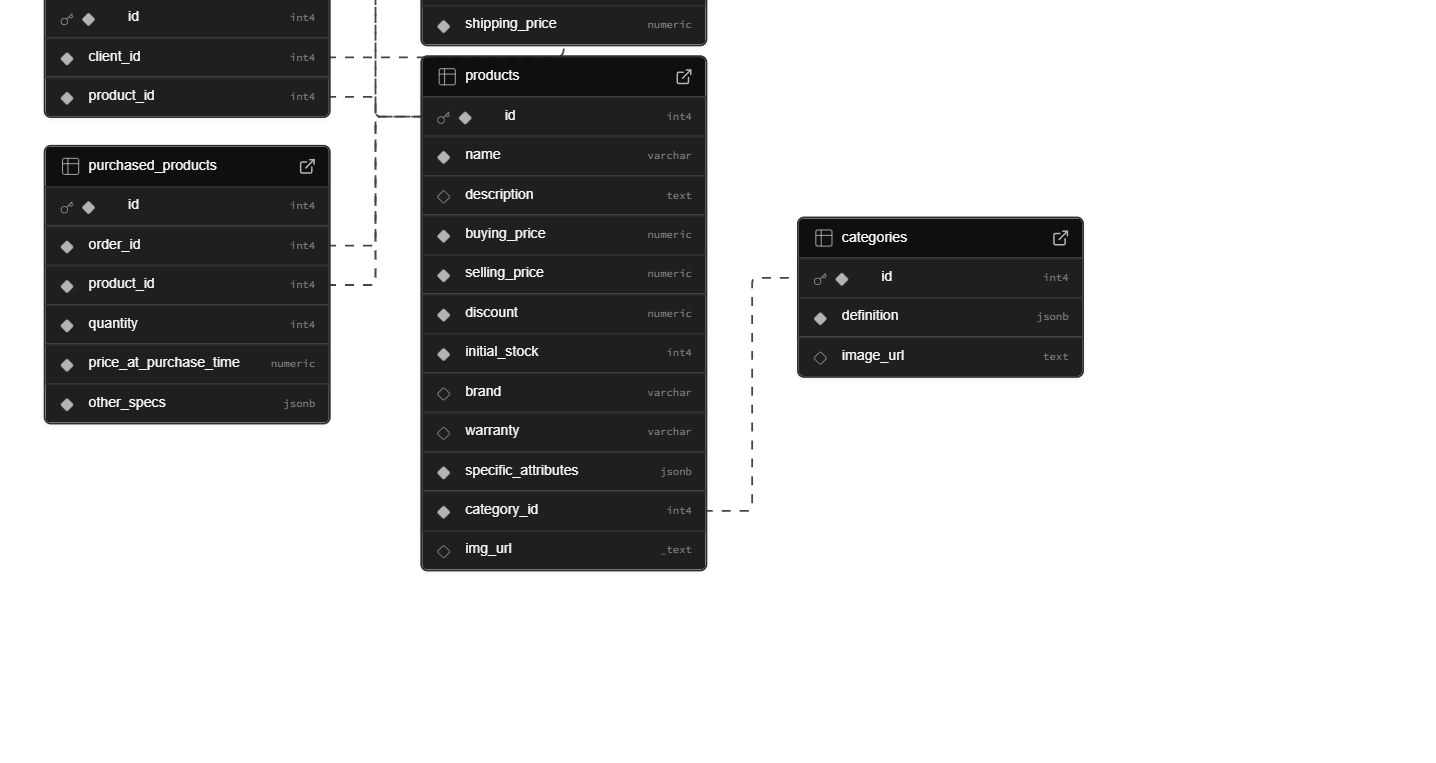 id int4
client_id int4
product_id int4
purchased_products
id int4
order_id int4
product_id int4
quantity int4
price_at_purchase_time numeric
other_specs jsonb
shipping_price numeric
products
id int4
name varchar
description text
buying_price numeric
selling_price numeric
discount numeric
initial_stock int4
brand varchar
warranty varchar
specific_attributes jsonb
category_id int4
img_url _text
categories
id int4
definition jsonb
image_url text